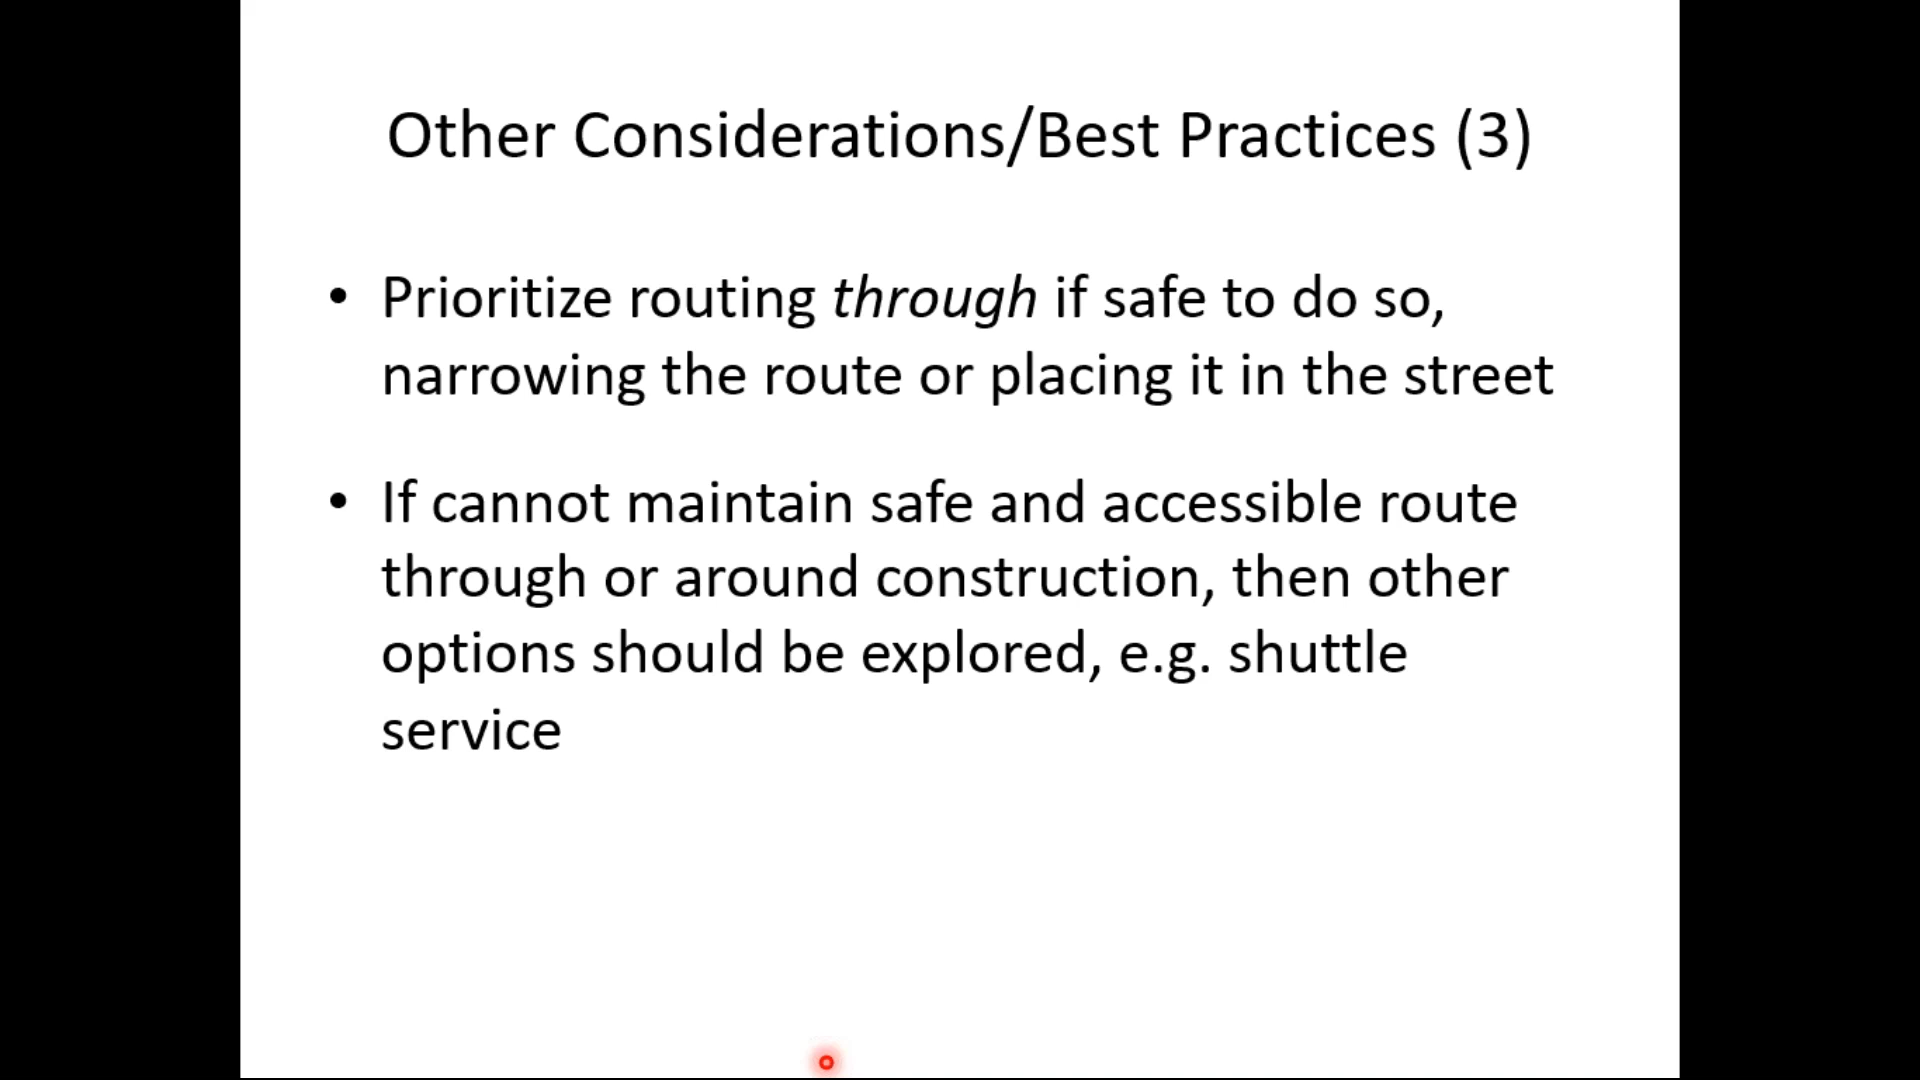 Other Considerations/Best Practices (3)
• Prioritize routing through if safe to do so,
narrowing the route or placing it in the street
• If cannot maintain safe and accessible route
through or around construction, then other
options should be explored, e.g. shuttle
service